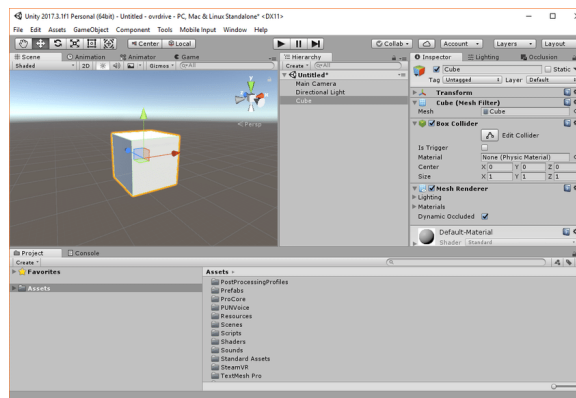 Unity 2017.3.1f1 Personal (64bit) - Untitled - ovrdrive - PC, Mac & Linux Standalone* <DX11>
File Edit Assets GameObject Component Tools Mobile Input Window Help
Center Local Collab Account Layers Layout
Scene Animation Animator Game
Shaded 2D Gizmos All
Persp
Hierarchy
Create All
Untitled*
Main Camera
Directional Light
Cube
Inspector Lighting Occlusion
Cube Static
Tag Untagged Layer Default
Transform
Cube (Mesh Filter)
Mesh Cube
Box Collider
Edit Collider
Is Trigger
Material None (Physic Material)
Center X 0 Y 0 Z 0
Size X 1 Y 1 Z 1
Mesh Renderer
Lighting
Materials
Dynamic Occluded
Default-Material
Shader Standard
Project Console
Create
Favorites
Assets
Assets
PostProcessingProfiles
Prefabs
ProCore
PUNVoice
Resources
Scenes
Scripts
Shaders
Sounds
Standard Assets
SteamVR
TextMesh Pro